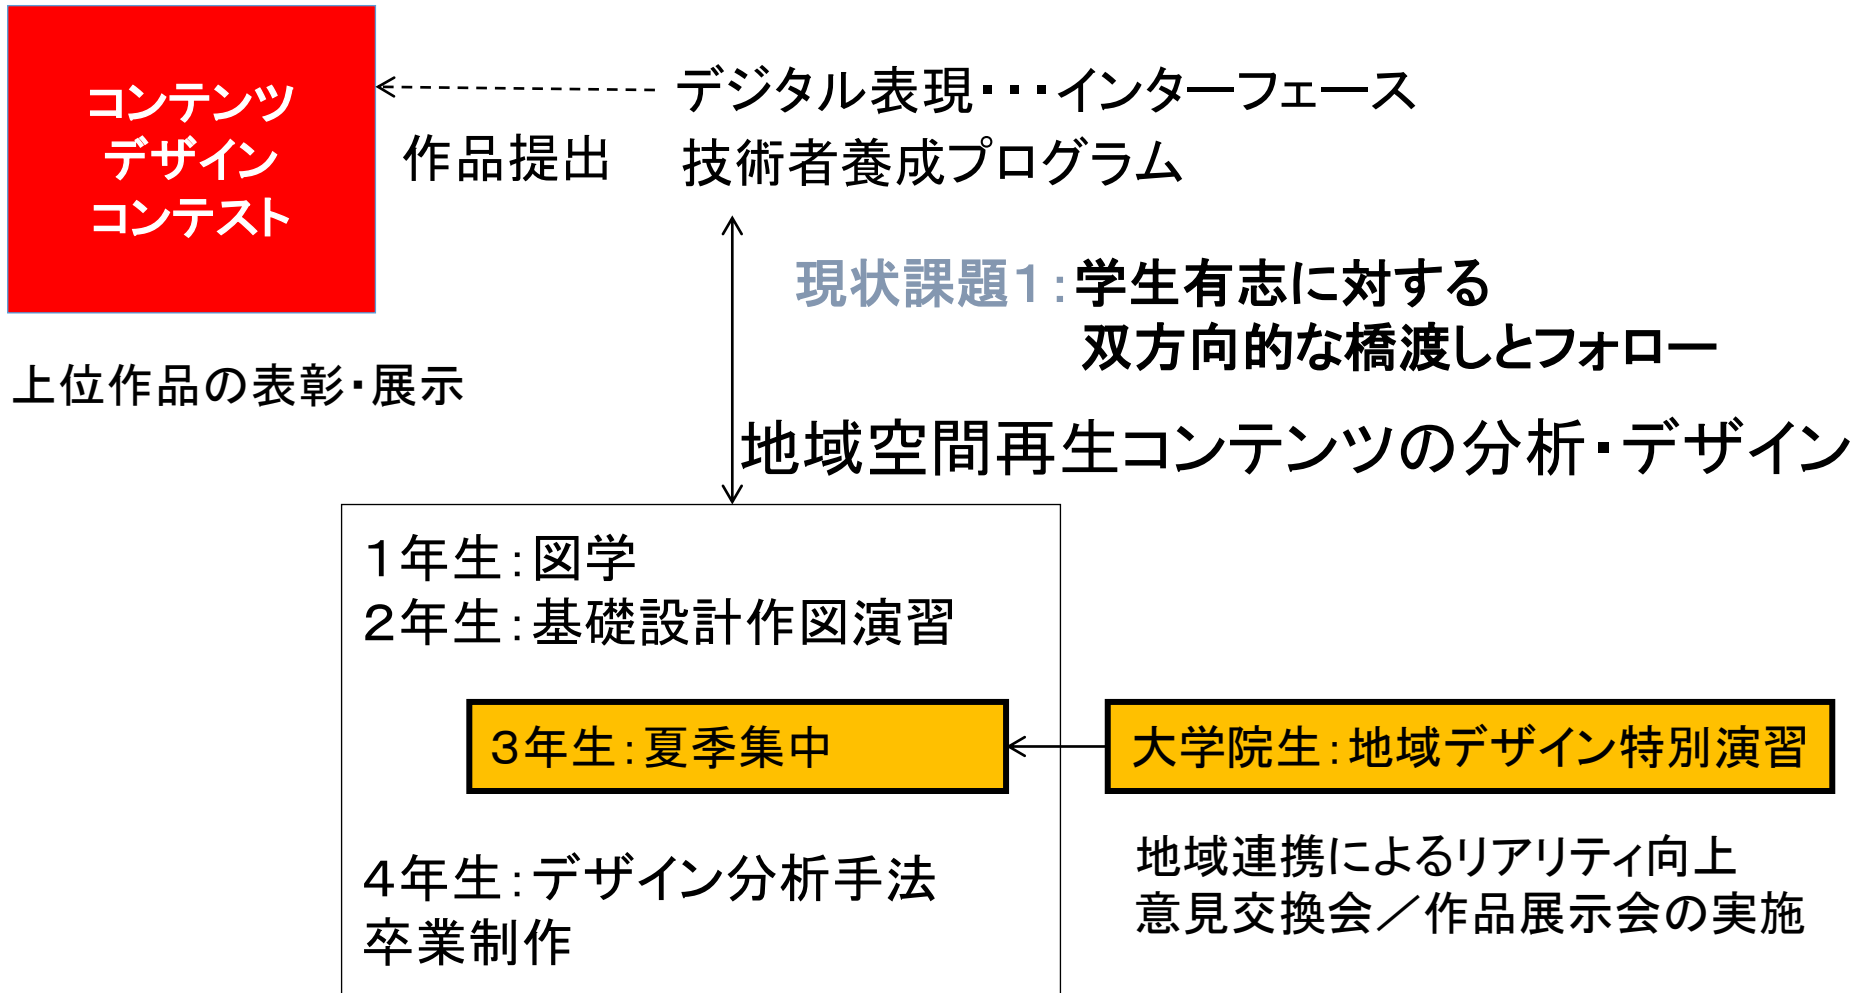 コンテンツ
デザイン
コンテスト
デジタル表現・・・インターフェース
技術者養成プログラム
作品提出
現状課題１：学生有志に対する
双方向的な橋渡しとフォロー
上位作品の表彰・展示
地域空間再生コンテンツの分析・デザイン
１年生：図学
２年生：基礎設計作図演習
３年生：夏季集中
大学院生：地域デザイン特別演習
４年生：デザイン分析手法
卒業制作
地域連携によるリアリティ向上
意見交換会／作品展示会の実施